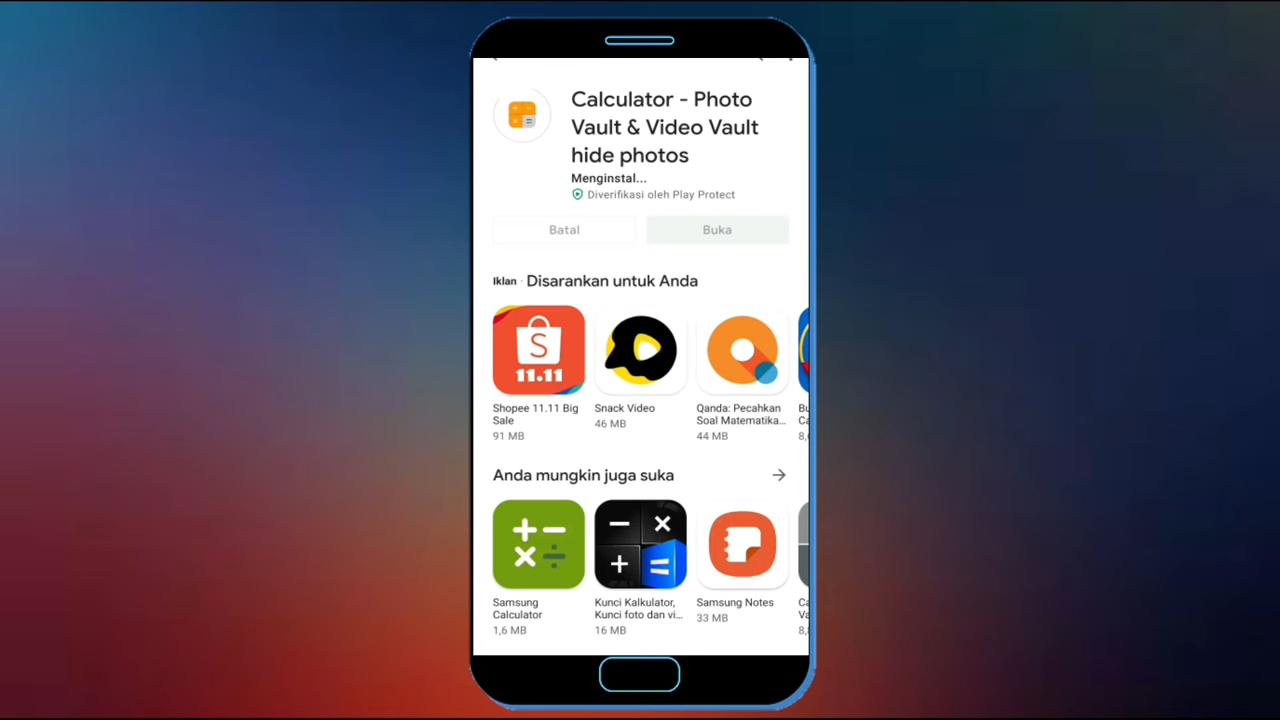 Calculator - Photo
Vault & Video Vault
hide photos
Menginstal...
Diverifikasi oleh Play Protect
Batal
Buka
Iklan · Disarankan untuk Anda
S
11.11
Shopee 11.11 Big
Sale
91 MB
Snack Video
46 MB
Qanda: Pecahkan
Soal Matematika...
44 MB
Anda mungkin juga suka
Samsung
Calculator
1,6 MB
Kunci Kalkulator,
Kunci foto dan vi...
16 MB
Samsung Notes
33 MB